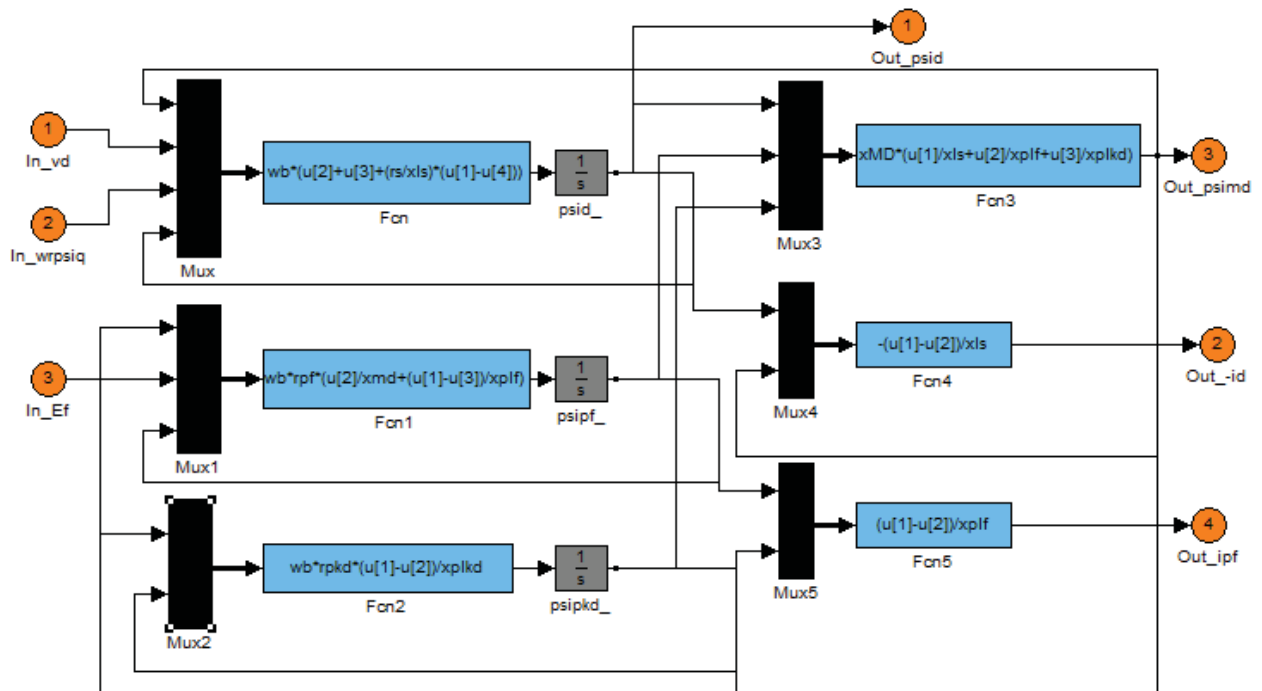 1
Out_psid
1
In_vd
2
In_wrpsiq
Mux
wb*(u[2]+u[3]+(rs/xls)*(u[1]-u[4]))
Fcn
1
s
psid_
Mux3
xMD*(u[1]/xls+u[2]/xplf+u[3]/xplkd)
Fcn3
3
Out_psimd
3
In_Ef
Mux1
wb*rpf*(u[2]/xmd+(u[1]-u[3])/xplf)
Fcn1
1
s
psipf_
Mux4
-(u[1]-u[2])/xls
Fcn4
2
Out_-id
Mux2
wb*rpkd*(u[1]-u[2])/xplkd
Fcn2
1
s
psipkd_
Mux5
(u[1]-u[2])/xplf
Fcn5
4
Out_ipf